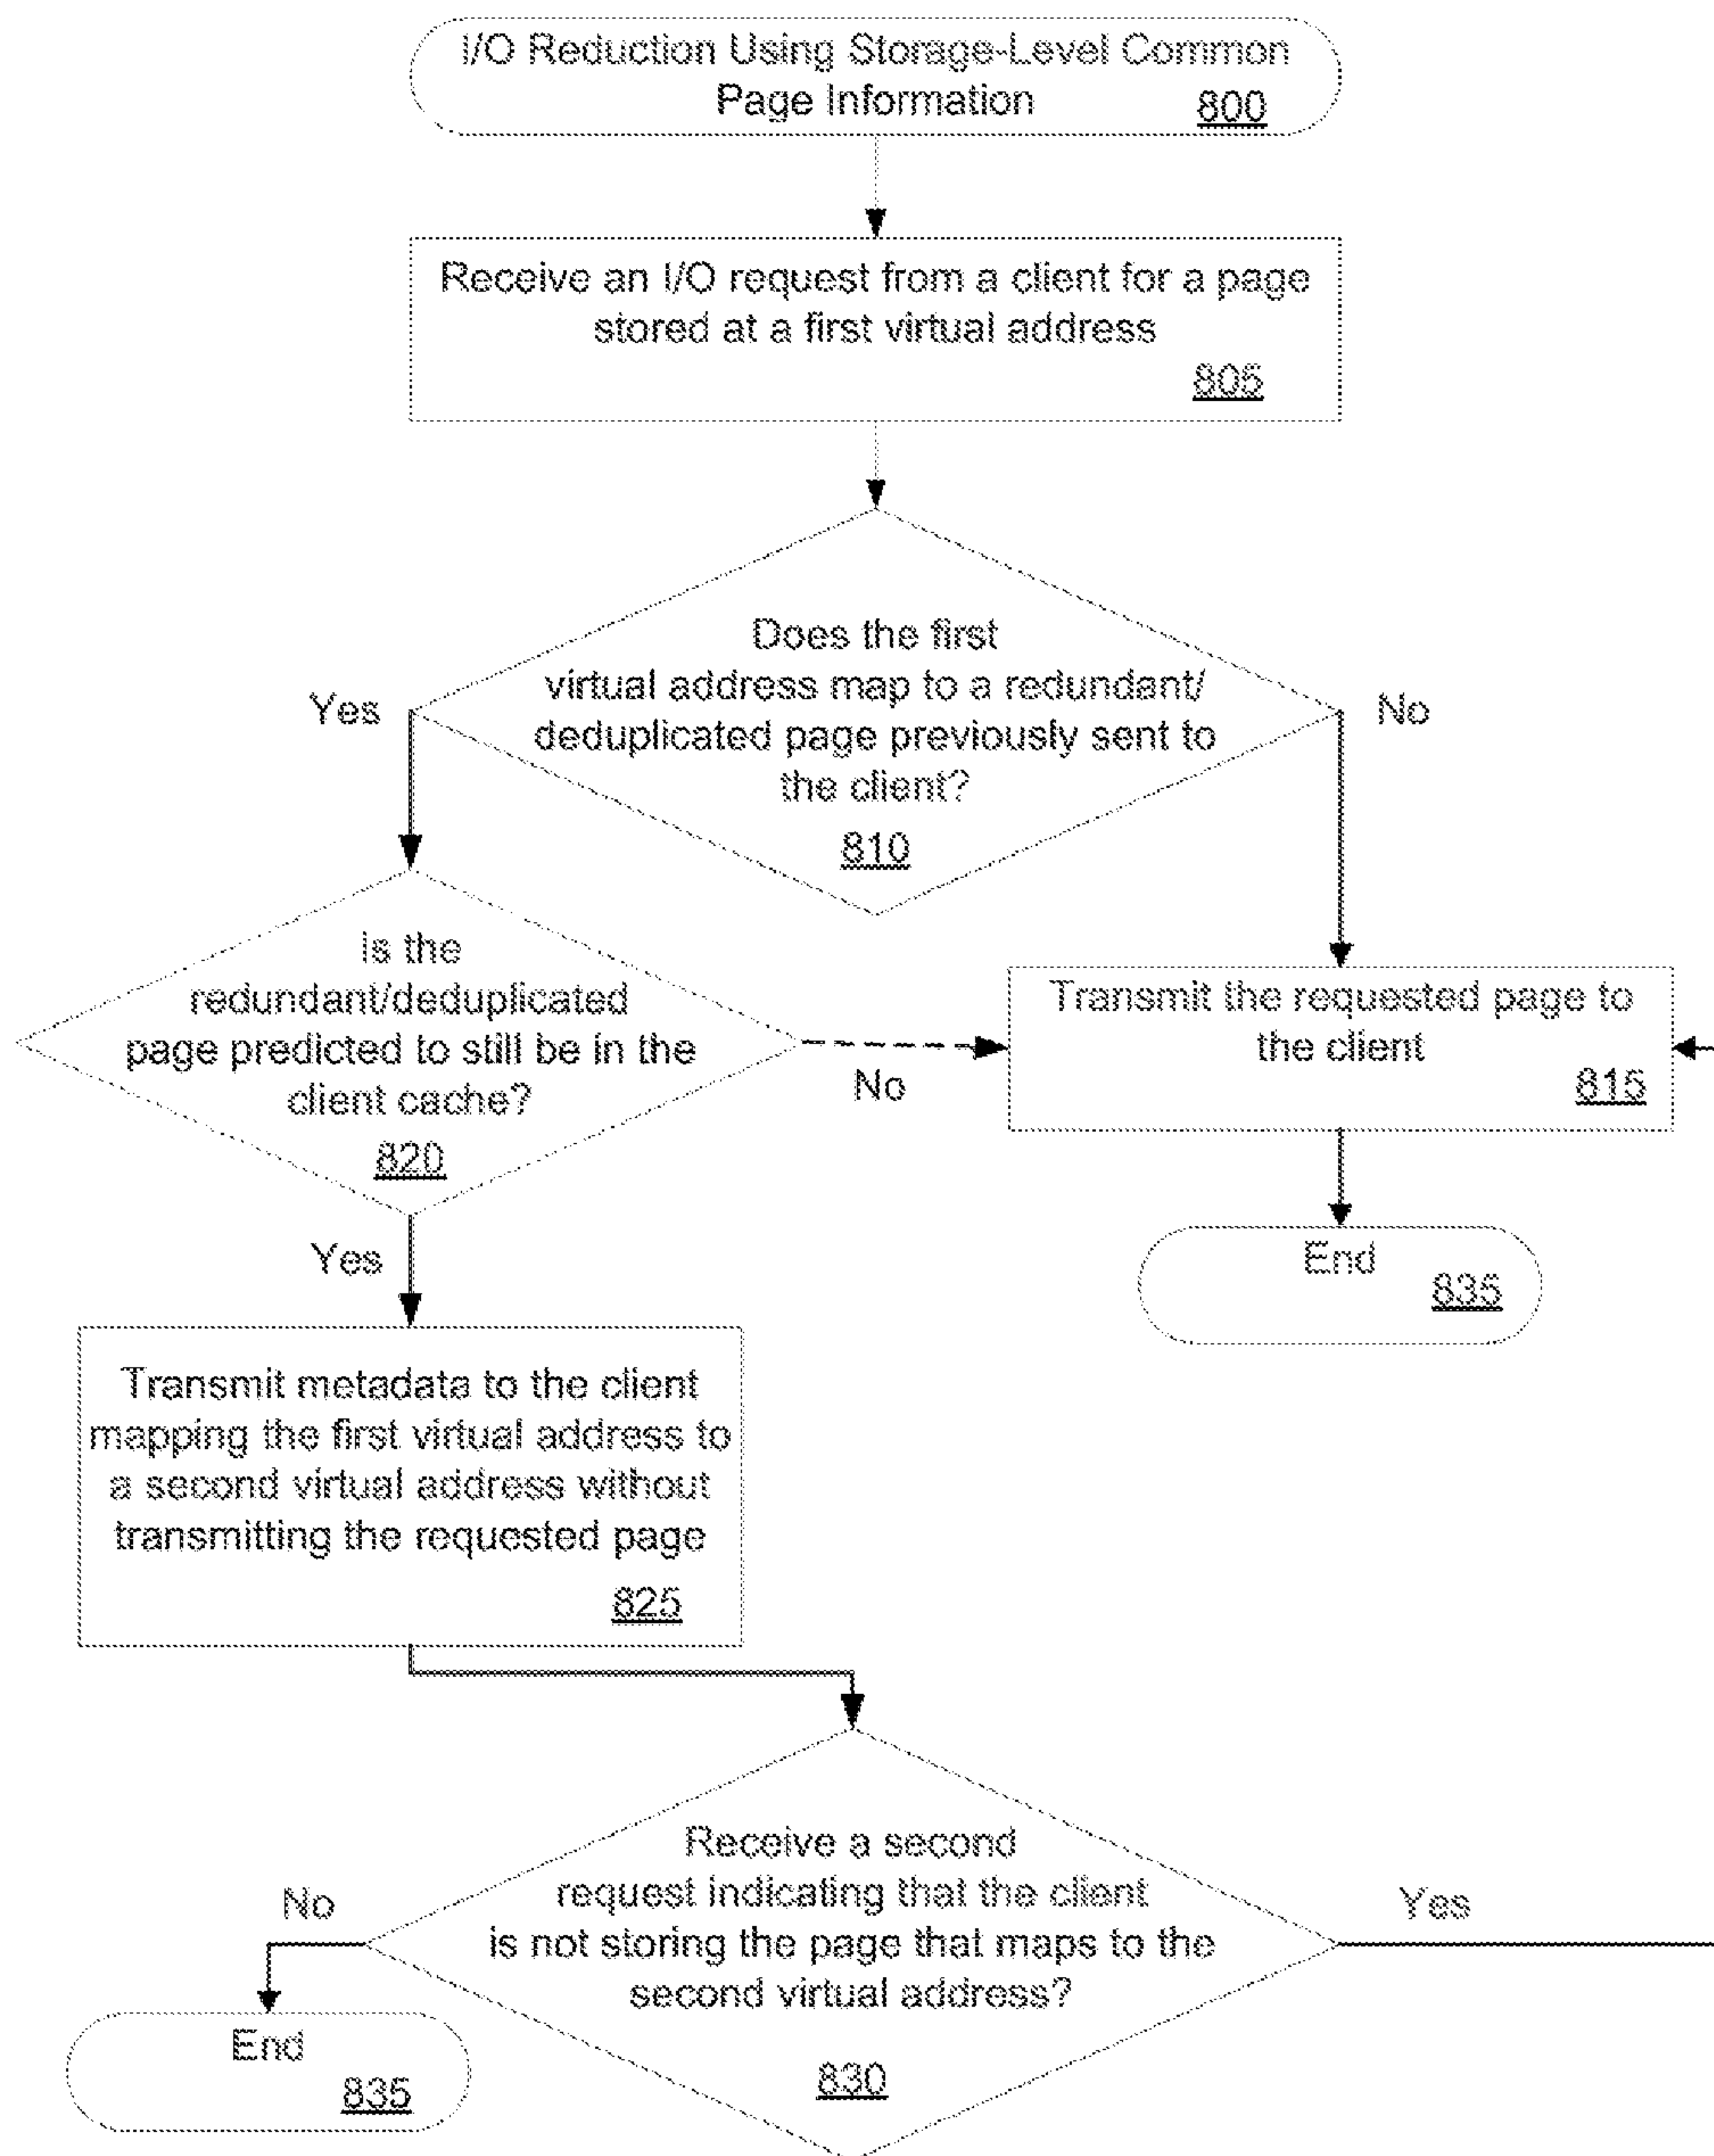 I/O Reduction Using Storage-Level Common
Page Information 800
Receive an I/O request from a client for a page
stored at a first virtual address
805
Does the first
virtual address map to a redundant/
deduplicated page previously sent to
the client?
810
Yes
No
is the
redundant/deduplicated
page predicted to still be in the
client cache?
820
No
Transmit the requested page to
the client
815
Yes
End
835
Transmit metadata to the client
mapping the first virtual address to
a second virtual address without
transmitting the requested page
825
Receive a second
request indicating that the client
is not storing the page that maps to the
second virtual address?
830
No
Yes
End
835